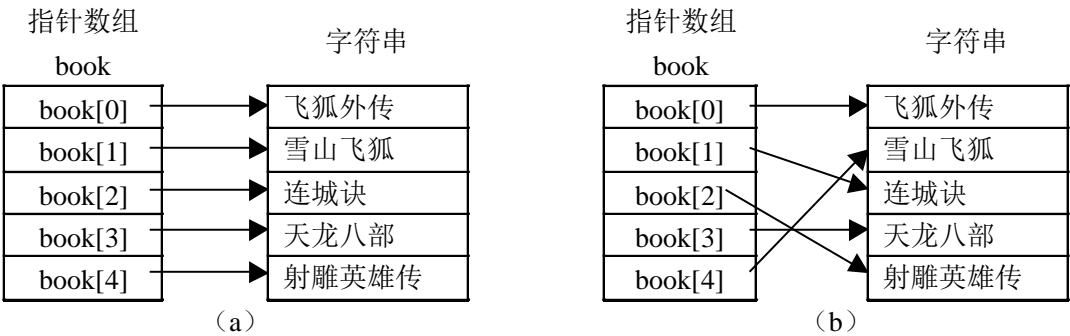 指针数组
book
字符串
book[0]
飞狐外传
book[1]
雪山飞狐
book[2]
连城诀
book[3]
天龙八部
book[4]
射雕英雄传
（a）
指针数组
book
字符串
book[0]
飞狐外传
book[1]
雪山飞狐
book[2]
连城诀
book[3]
天龙八部
book[4]
射雕英雄传
（b）